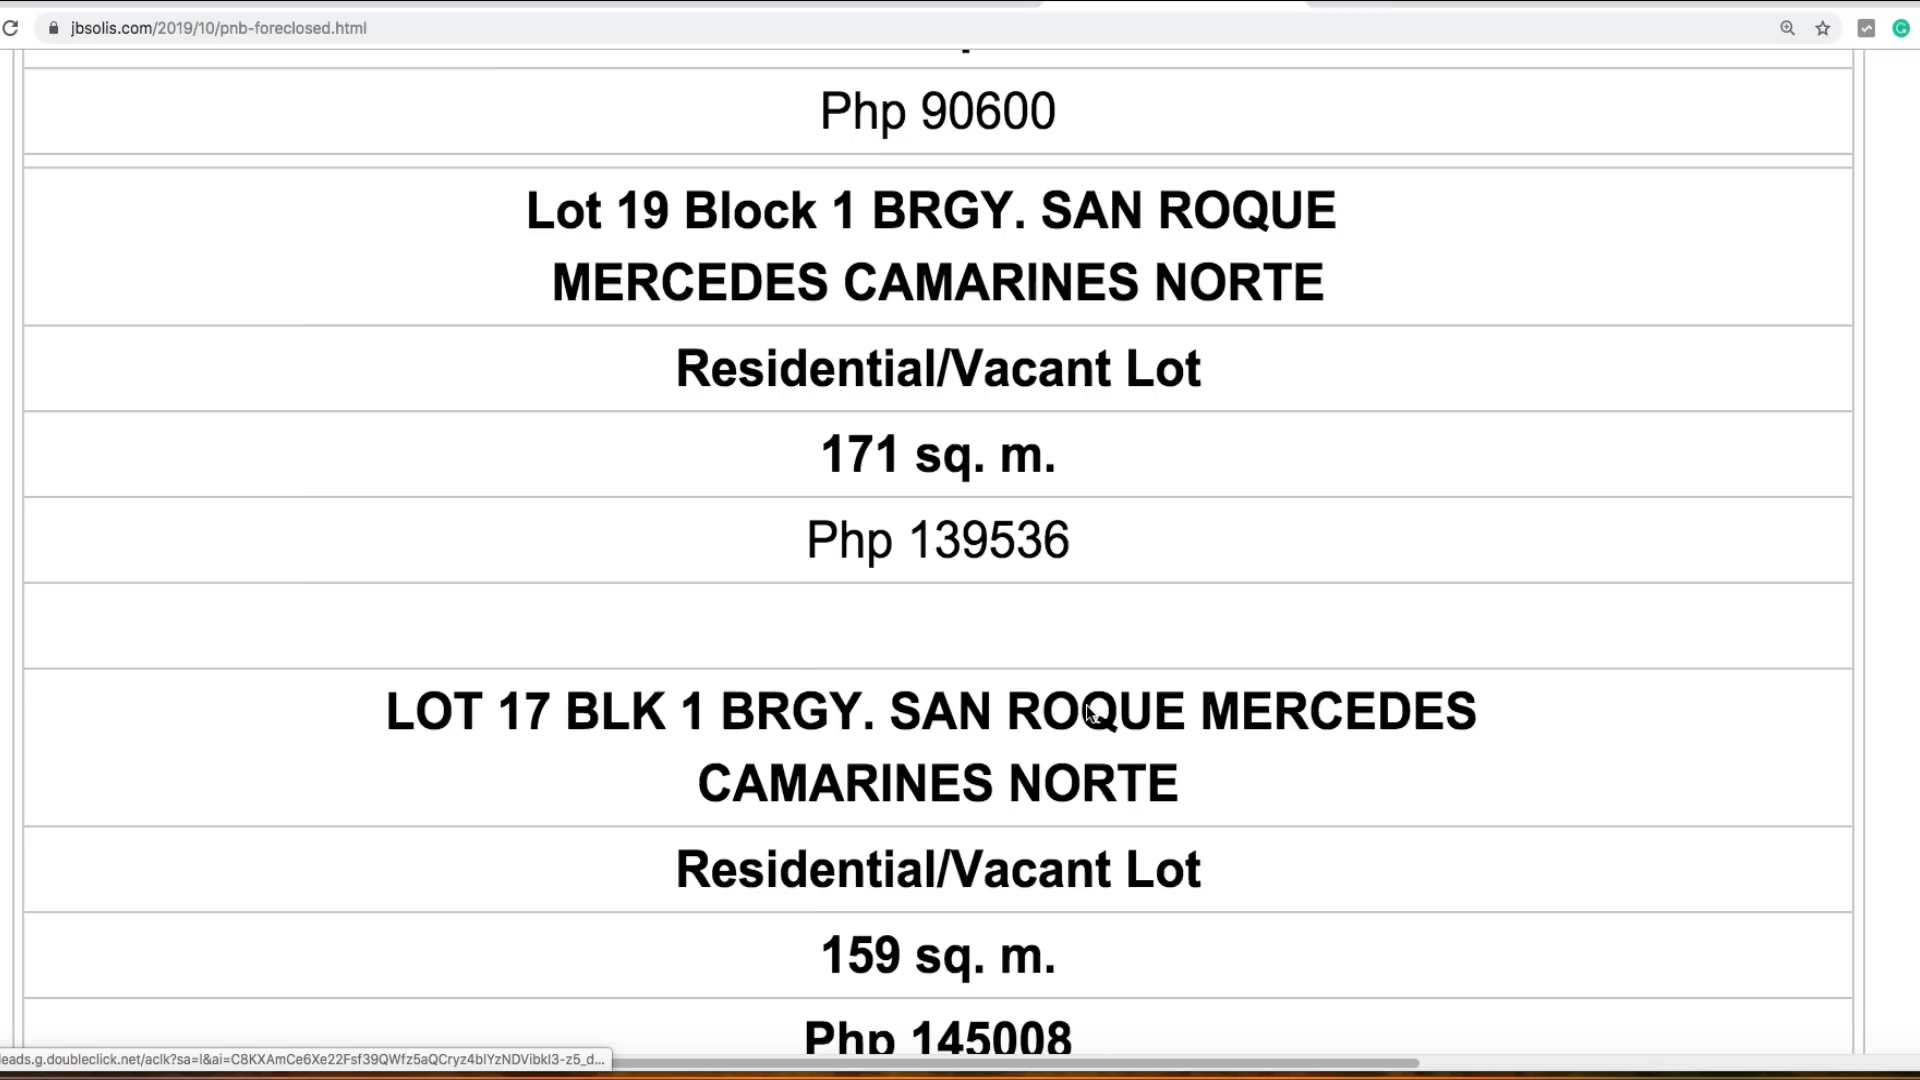 jbsolis.com/2019/10/pnb-foreclosed.html
Php 90600
Lot 19 Block 1 BRGY. SAN ROQUE
MERCEDES CAMARINES NORTE
Residential/Vacant Lot
171 sq. m.
Php 139536
LOT 17 BLK 1 BRGY. SAN ROQUE MERCEDES
CAMARINES NORTE
Residential/Vacant Lot
159 sq. m.
Php 145008